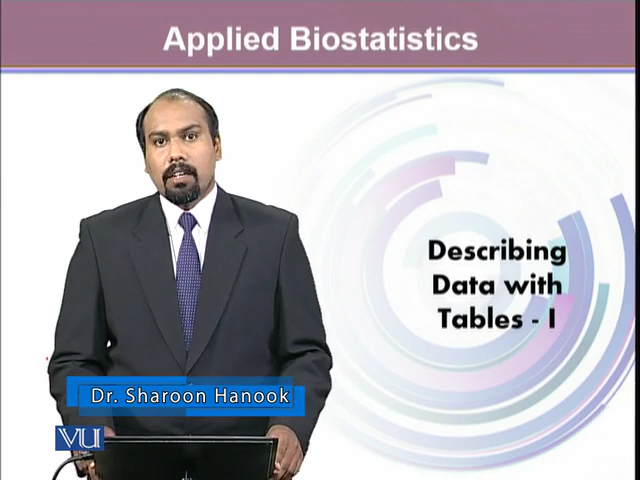 Applied Biostatistics
Describing
Data with
Tables - I
Dr. Sharoon Hanook
VU